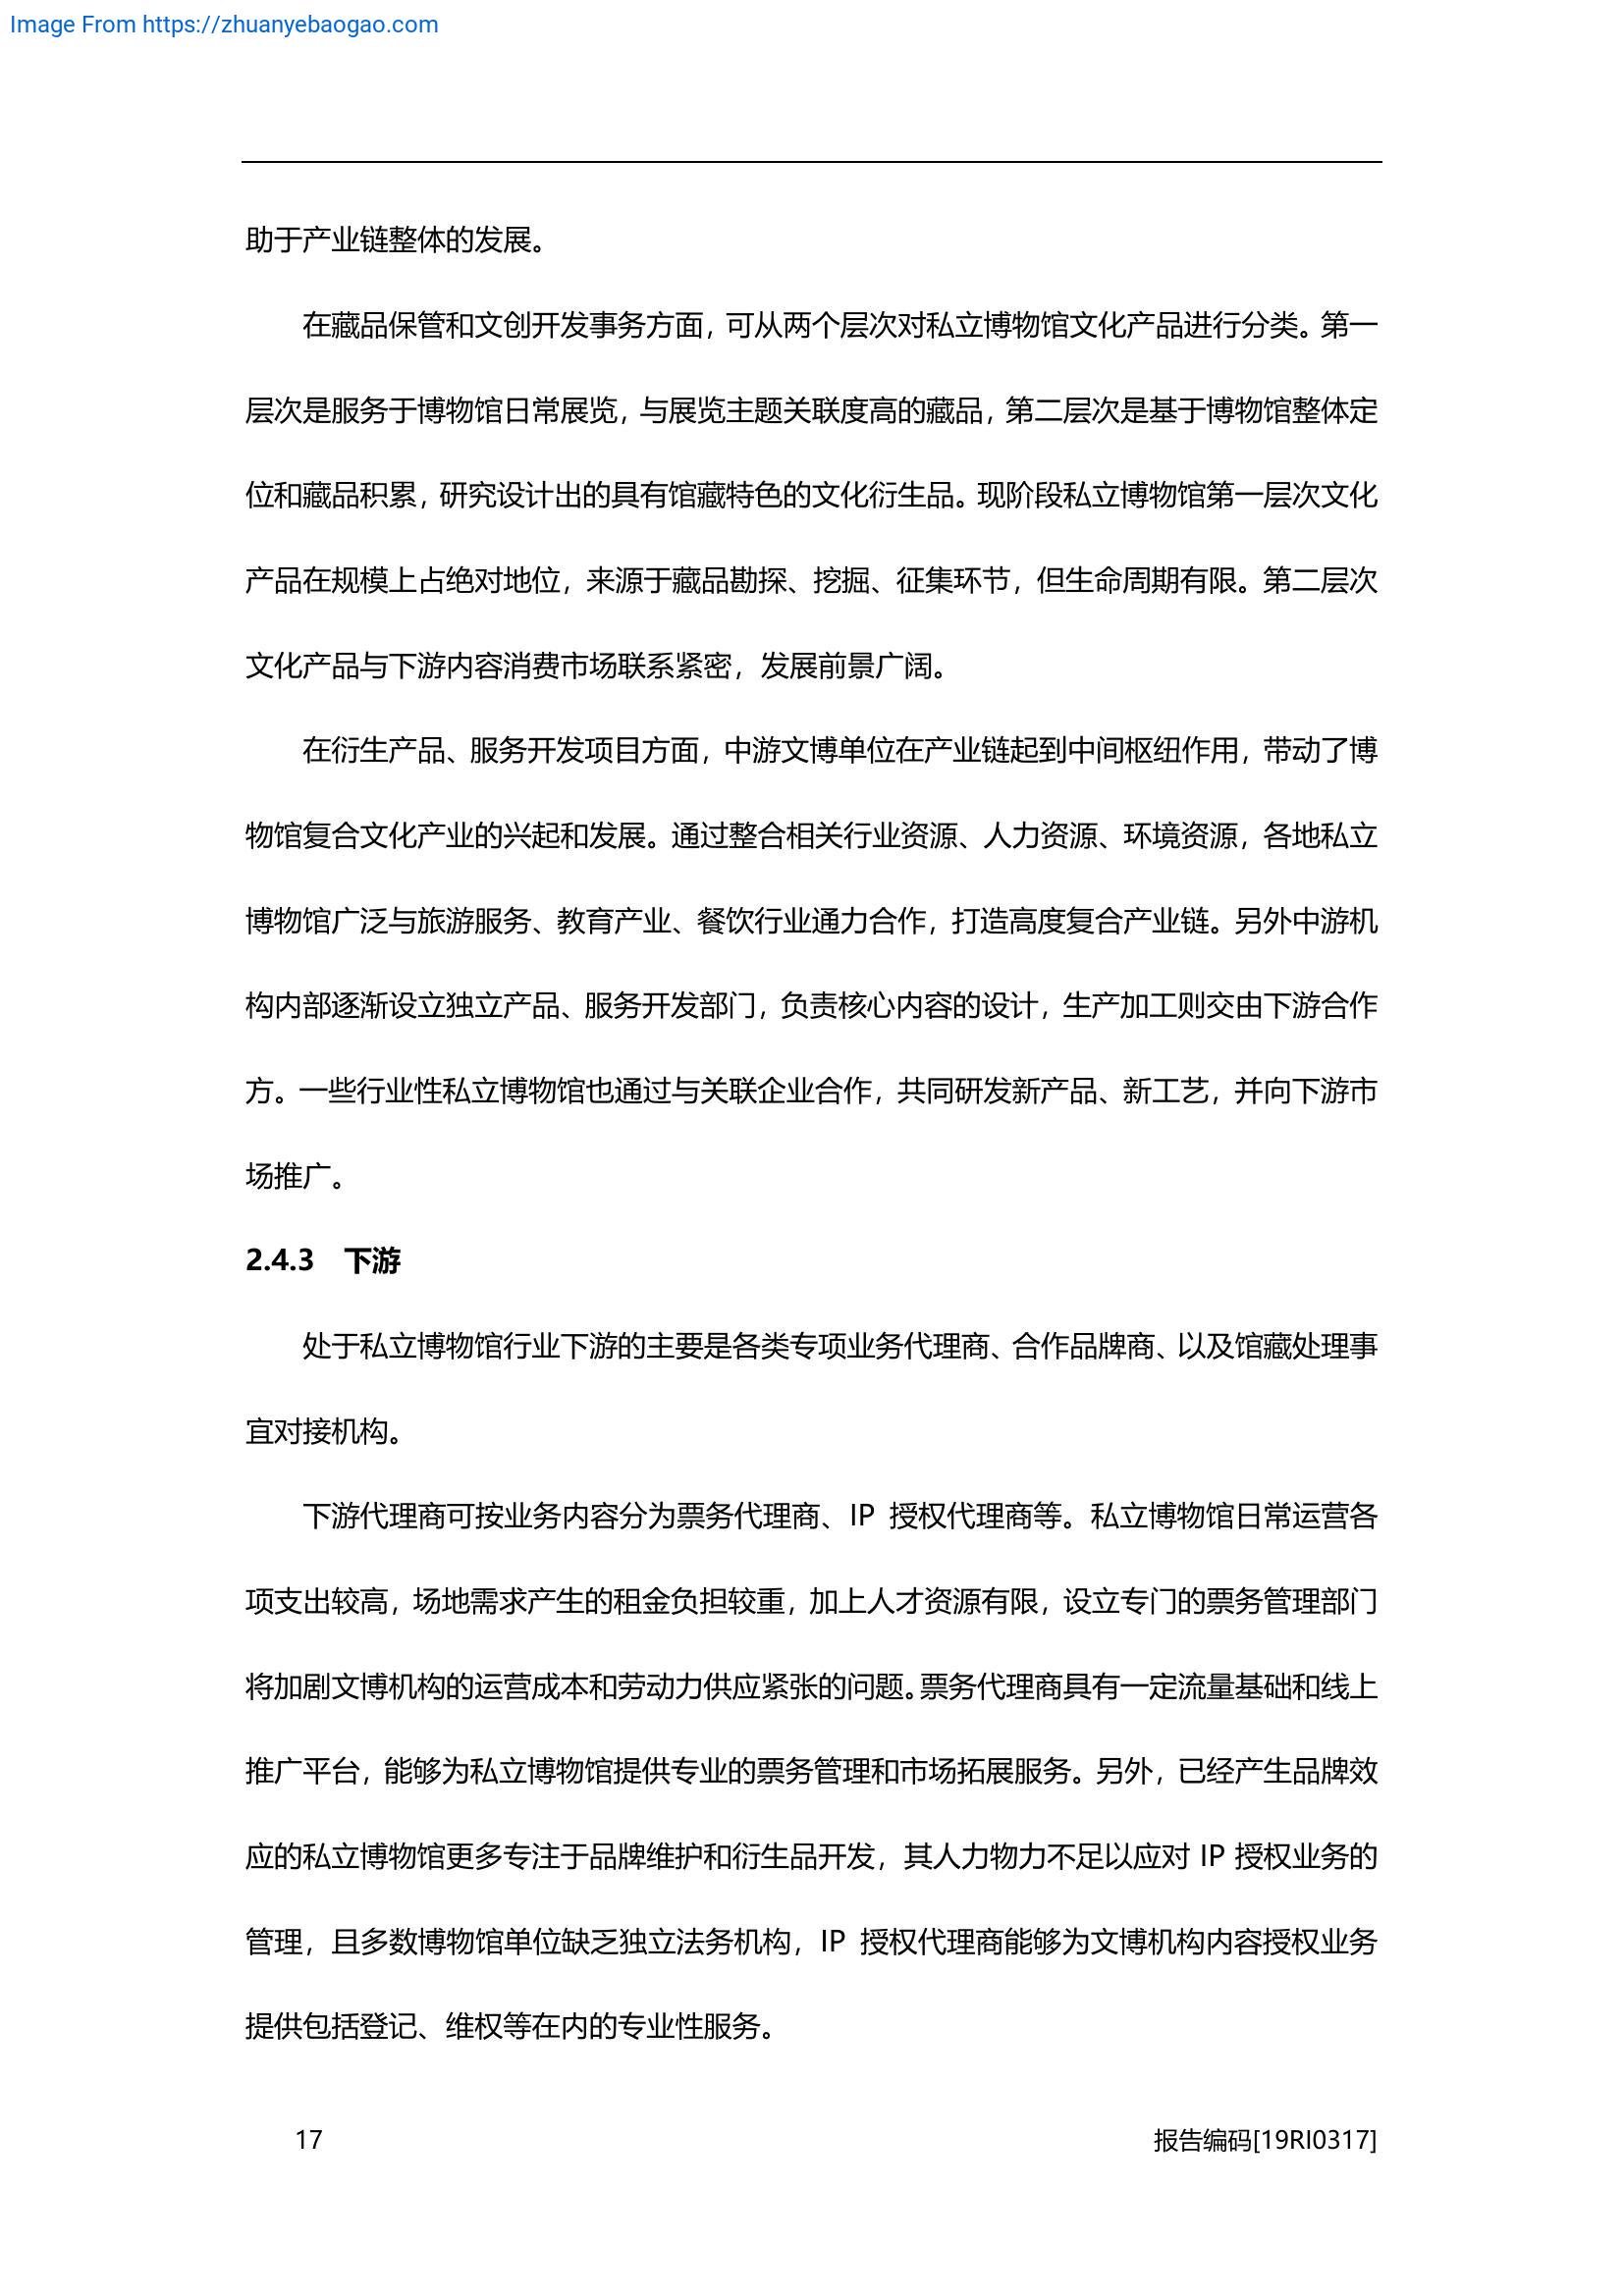 Image From https://zhuanyebaogao.com
助于产业链整体的发展。
在藏品保管和文创开发事务方面，可从两个层次对私立博物馆文化产品进行分类。第一
层次是服务于博物馆日常展览，与展览主题关联度高的藏品，第二层次是基于博物馆整体定
位和藏品积累，研究设计出的具有馆藏特色的文化衍生品。现阶段私立博物馆第一层次文化
产品在规模上占绝对地位，来源于藏品勘探、挖掘、征集环节，但生命周期有限。第二层次
文化产品与下游内容消费市场联系紧密，发展前景广阔。
在衍生产品、服务开发项目方面，中游文博单位在产业链起到中间枢纽作用，带动了博
物馆复合文化产业的兴起和发展。通过整合相关行业资源、人力资源、环境资源，各地私立
博物馆广泛与旅游服务、教育产业、餐饮行业通力合作，打造高度复合产业链。另外中游机
构内部逐渐设立独立产品、服务开发部门，负责核心内容的设计，生产加工则交由下游合作
方。一些行业性私立博物馆也通过与关联企业合作，共同研发新产品、新工艺，并向下游市
场推广。
2.4.3 下游
处于私立博物馆行业下游的主要是各类专项业务代理商、合作品牌商、以及馆藏处理事
宜对接机构。
下游代理商可按业务内容分为票务代理商、IP 授权代理商等。私立博物馆日常运营各
项支出较高，场地需求产生的租金负担较重，加上人才资源有限，设立专门的票务管理部门
将加剧文博机构的运营成本和劳动力供应紧张的问题。票务代理商具有一定流量基础和线上
推广平台，能够为私立博物馆提供专业的票务管理和市场拓展服务。另外，已经产生品牌效
应的私立博物馆更多专注于品牌维护和衍生品开发，其人力物力不足以应对 IP 授权业务的
管理，且多数博物馆单位缺乏独立法务机构，IP 授权代理商能够为文博机构内容授权业务
提供包括登记、维权等在内的专业性服务。
17
报告编码[19RI0317]